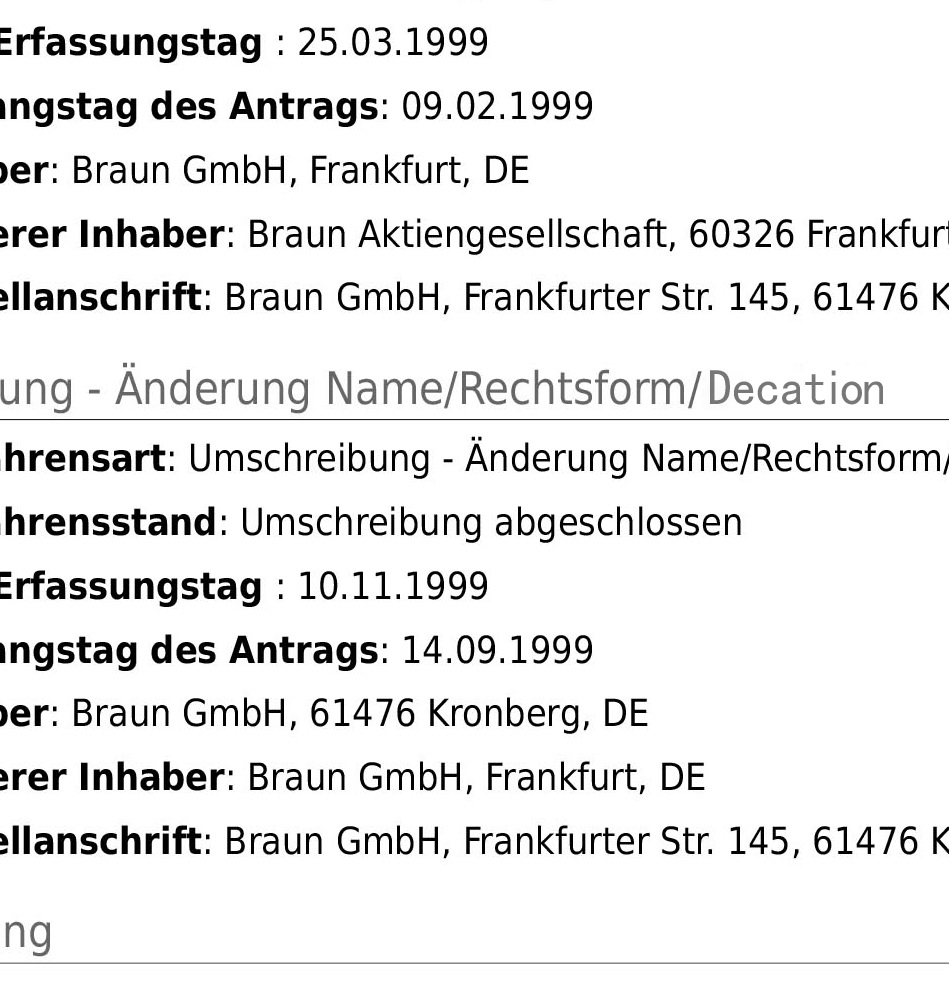 Erfassungstag : 25.03.1999
angstag des Antrags: 09.02.1999
ber: Braun GmbH, Frankfurt, DE
erer Inhaber: Braun Aktiengesellschaft, 60326 Frankfurt
ellanschrift: Braun GmbH, Frankfurter Str. 145, 61476 K
ung - Änderung Name/Rechtsform/Decation
ahrensart: Umschreibung - Änderung Name/Rechtsform/
ahrensstand: Umschreibung abgeschlossen
Erfassungstag : 10.11.1999
angstag des Antrags: 14.09.1999
ber: Braun GmbH, 61476 Kronberg, DE
erer Inhaber: Braun GmbH, Frankfurt, DE
ellanschrift: Braun GmbH, Frankfurter Str. 145, 61476 K
ng